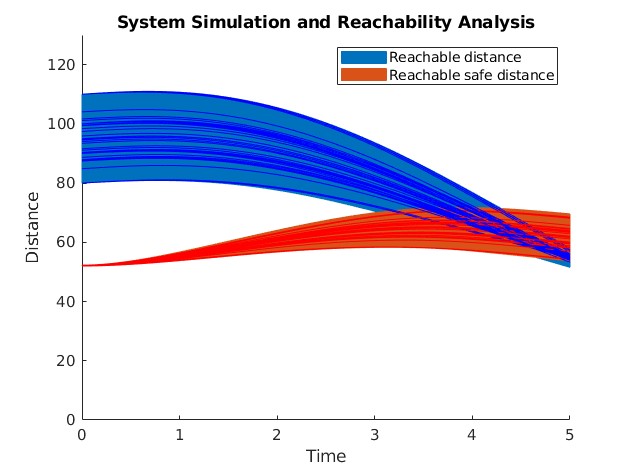 System Simulation and Reachability Analysis
Reachable distance
Reachable safe distance
120
100
80
60
40
20
0
Distance
0 1 2 3 4 5
Time